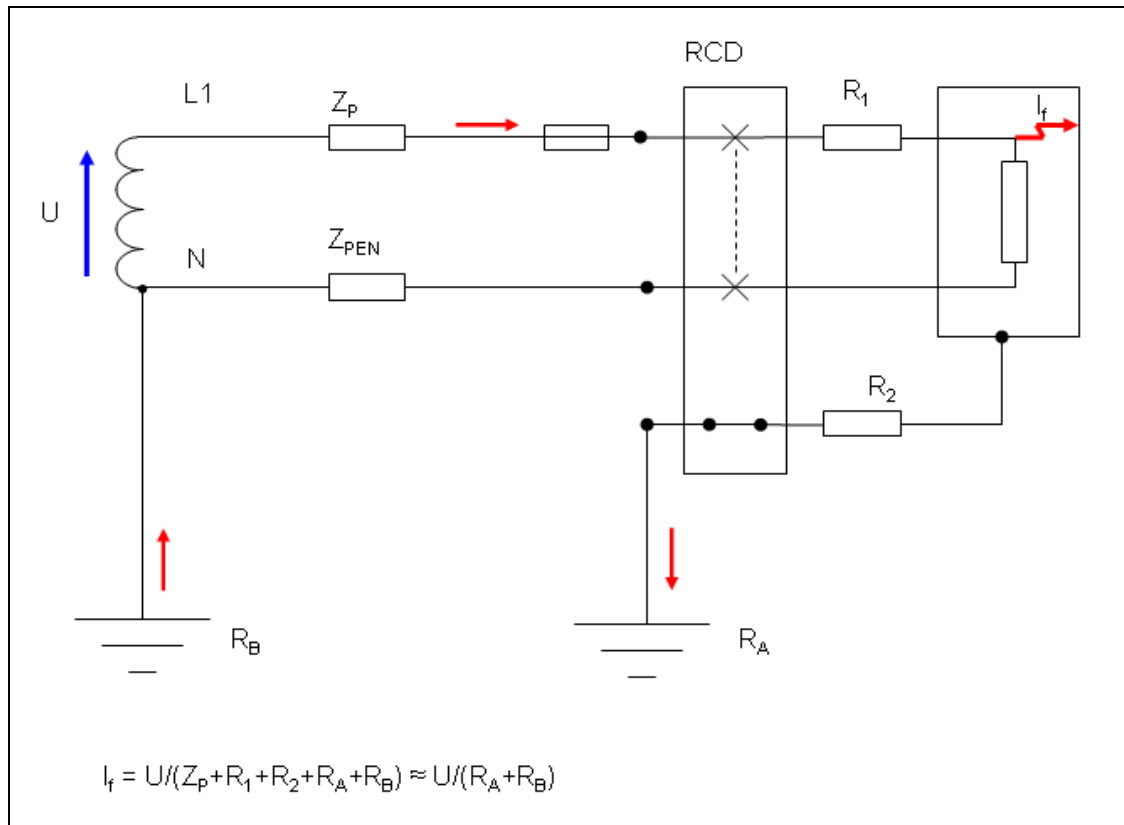 RCD
L1
Z_P
R_1
I_f
U
N
Z_PEN
R_2
R_B
R_A
I_f = U/(Z_P+R_1+R_2+R_A+R_B) ≈ U/(R_A+R_B)